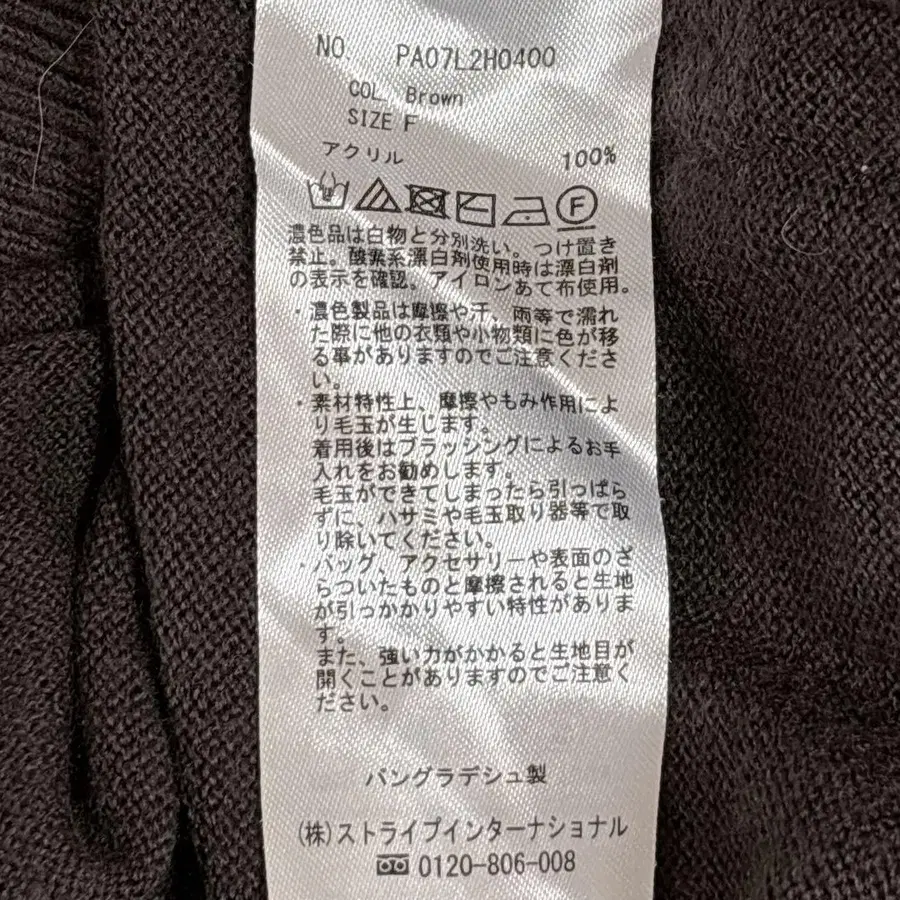 NO. PA07L2H0400
COL. Brown
SIZE F
アクリル 100%
F
濃色品は白物と分別洗い。つけ置き
禁止。酸素系漂白剤使用時は漂白剤
の表示を確認。アイロンあて布使用。
・濃色製品は摩擦や汗、雨等で濡れ
た際に他の衣類や小物類に色が移
る事がありますのでご注意くださ
い。
・素材特性上、摩擦やもみ作用によ
り毛玉が生じます。
着用後はブラッシングによるお手
入れをお勧めします。
毛玉ができてしまったら引っぱら
ずに、ハサミや毛玉取り器等で取
り除いてください。
・バッグ、アクセサリーや表面のざ
らついたものと摩擦されると生地
が引っかかりやすい特性がありま
す。
また、強い力がかかると生地目が
開くことがありますのでご注意く
ださい。
バングラデシュ製
(株)ストライプインターナショナル
0120-806-008